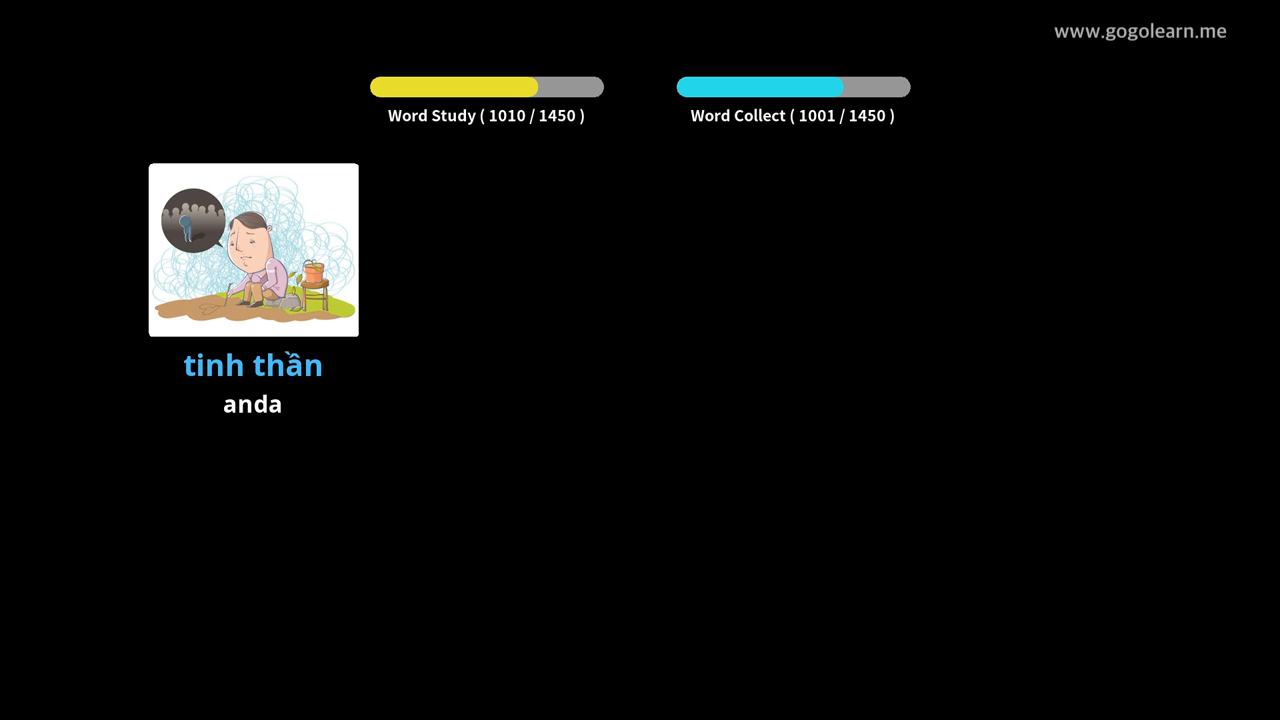 www.gogolearn.me
Word Study ( 1010 / 1450 )
Word Collect ( 1001 / 1450 )
tinh thần
anda